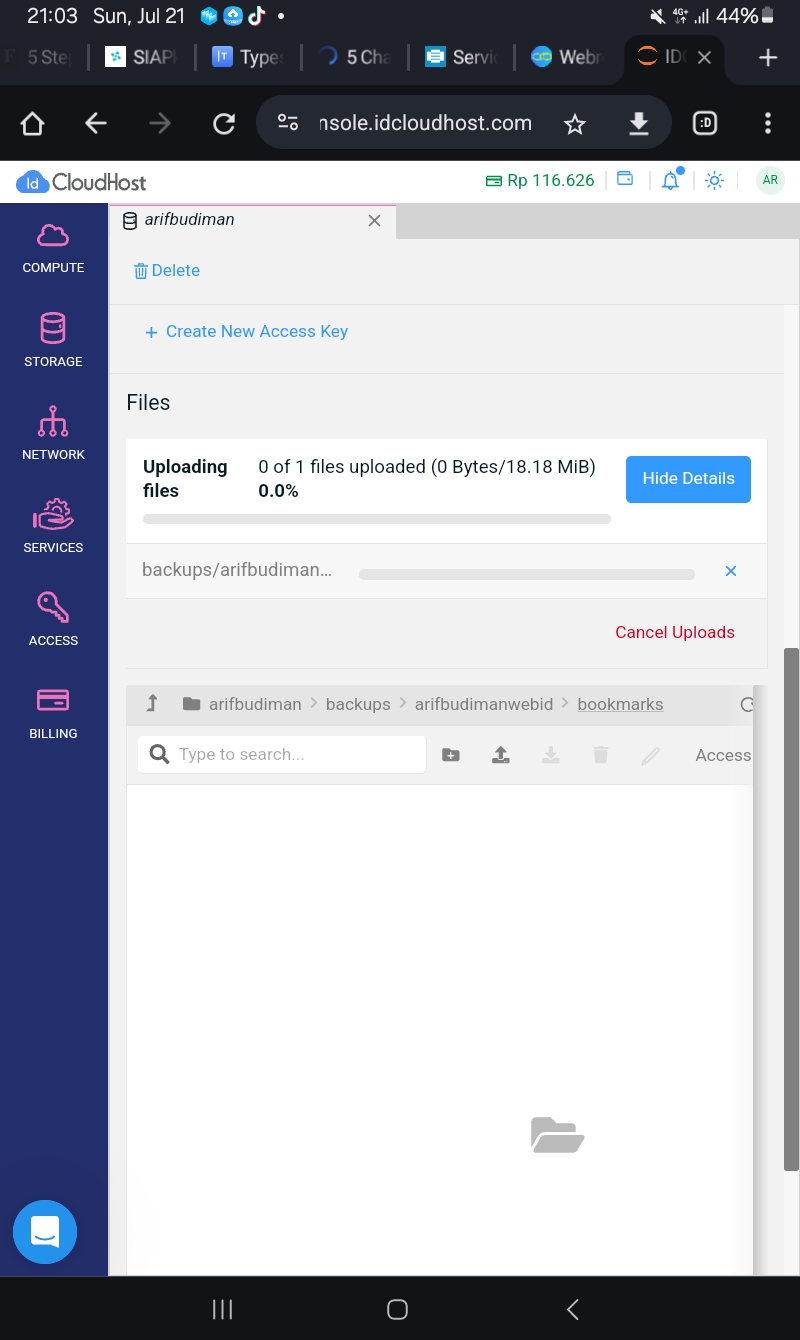 21:03 Sun, Jul 21 4G+ 44%
5 Ste SIAP Type 5 Cha Servi Web ID
nsole.idcloudhost.com :D
Id CloudHost Rp 116.626 AR
arifbudiman
COMPUTE
Delete
Create New Access Key
STORAGE
Files
NETWORK
Uploading files
0 of 1 files uploaded (0 Bytes/18.18 MiB)
0.0%
Hide Details
SERVICES
backups/arifbudiman...
ACCESS
Cancel Uploads
arifbudiman > backups > arifbudimanwebid > bookmarks
BILLING
Type to search...
Access